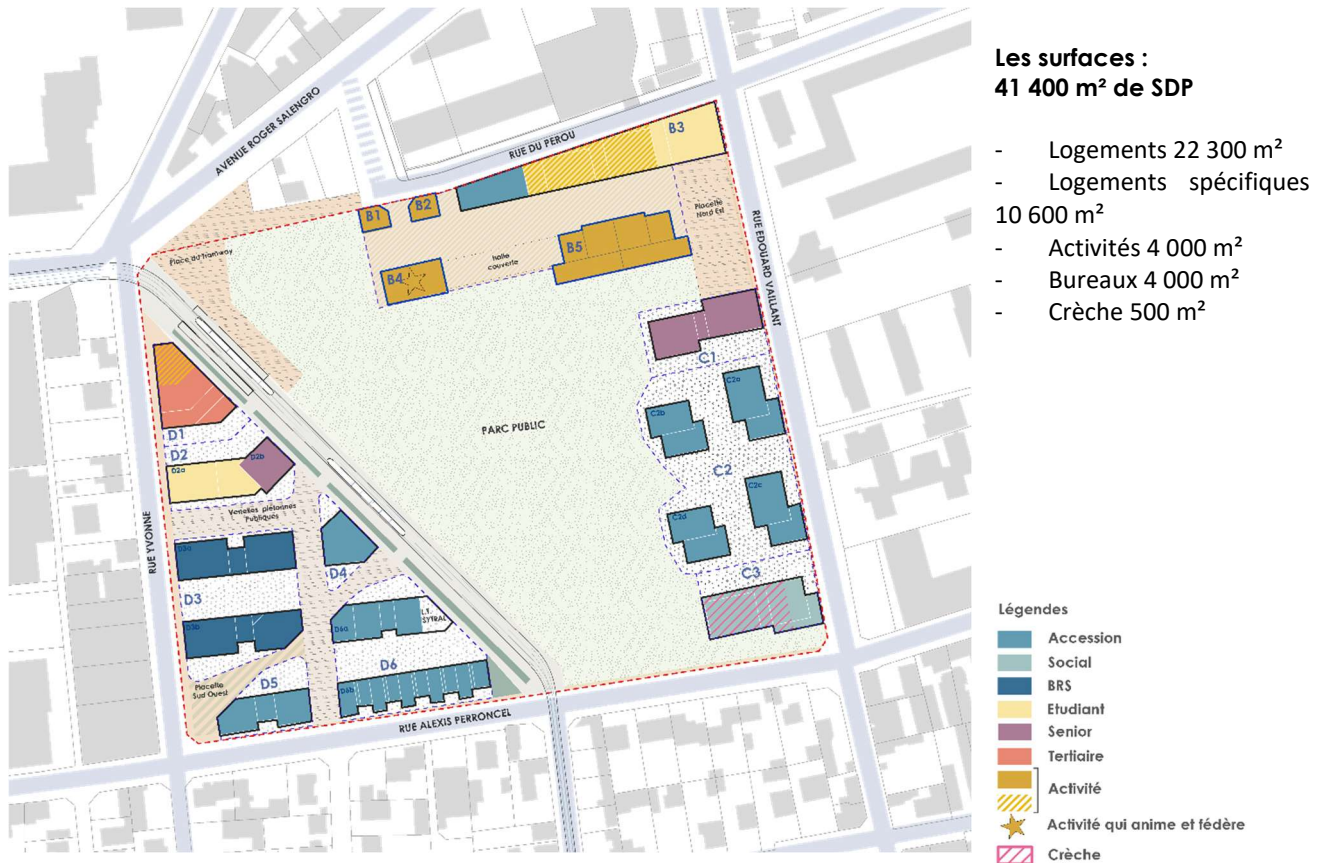 Les surfaces :
41 400 m² de SDP
- Logements 22 300 m²
- Logements spécifiques
10 600 m²
- Activités 4 000 m²
- Bureaux 4 000 m²
- Crèche 500 m²
AVENUE ROGER SALENGRO
RUE DU PEROU
B3
B1
B2
Placette
Nord Est
RUE EDOUARD VAILLANT
Place du Tramway
B5
halle
couverte
B4
C1
C2a
C2b
PARC PUBLIC
C2
C2c
C2d
C3
D1
D2
D2a
D2b
Venelles piétonnes
Publiques
RUE YVONNE
D3a
D4
D3
D3b
D6a
L.T.
SYTRAL
D6
D6b
Placette
Sud Ouest
D5
RUE ALEXIS PERRONCEL
Légendes
Accession
Social
BRS
Etudiant
Senior
Tertiaire
Activité
Activité qui anime et fédère
Crèche